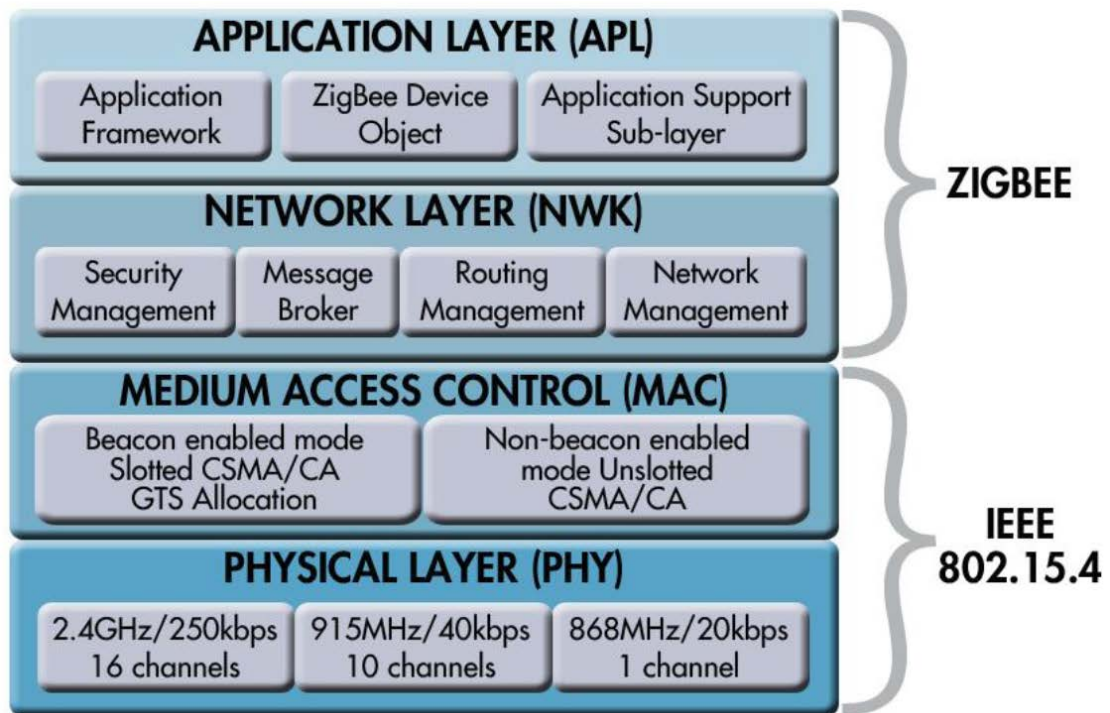 APPLICATION LAYER (APL)
Application
Framework
ZigBee Device
Object
Application Support
Sub-layer
ZIGBEE
NETWORK LAYER (NWK)
Security
Management
Message
Broker
Routing
Management
Network
Management
MEDIUM ACCESS CONTROL (MAC)
Beacon enabled mode
Slotted CSMA/CA
GTS Allocation
Non-beacon enabled
mode Unslotted
CSMA/CA
IEEE
802.15.4
PHYSICAL LAYER (PHY)
2.4GHz/250kbps
16 channels
915MHz/40kbps
10 channels
868MHz/20kbps
1 channel